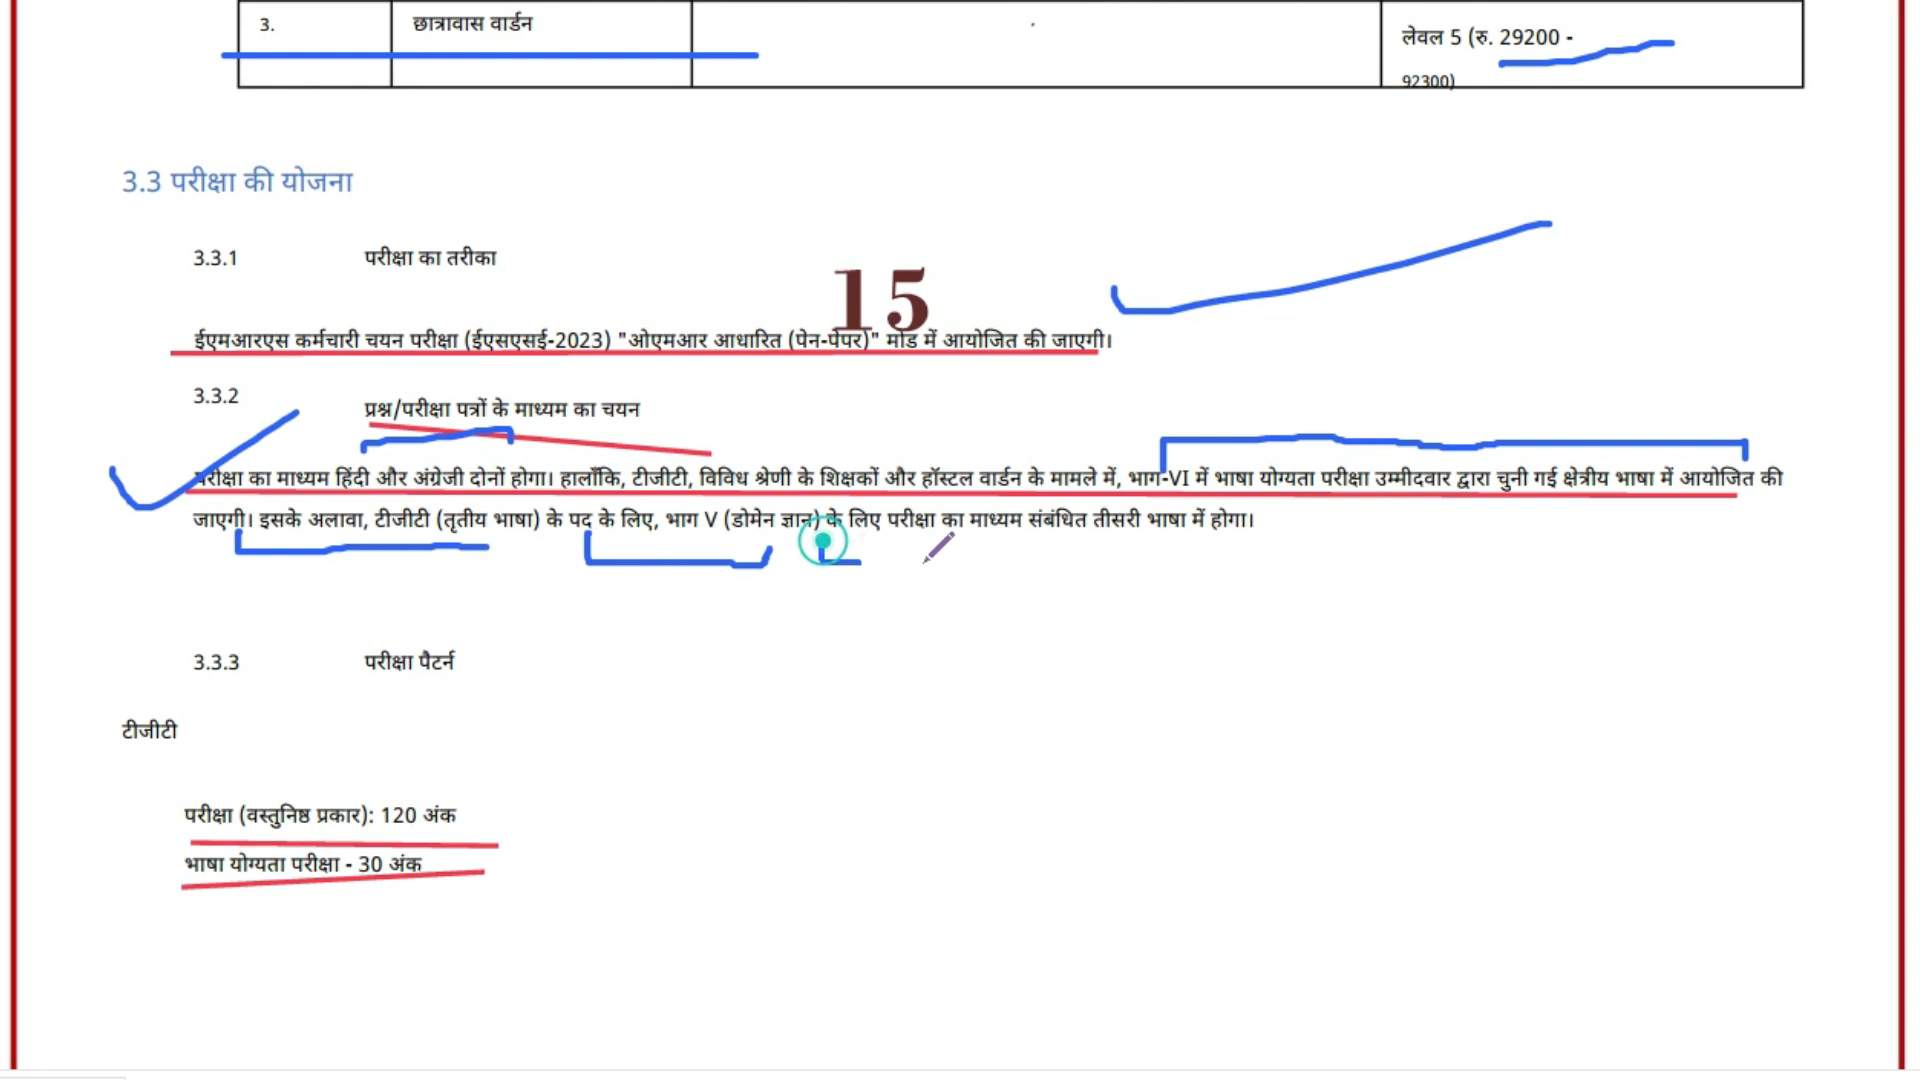 3. छात्रावास वार्डन लेवल 5 (रु. 29200 -
92300)
3.3 परीक्षा की योजना
3.3.1 परीक्षा का तरीका
15
ईएमआरएस कर्मचारी चयन परीक्षा (ईएसएसई-2023) "ओएमआर आधारित (पेन-पेपर)" मोड में आयोजित की जाएगी।
3.3.2
प्रश्न/परीक्षा पत्रों के माध्यम का चयन
परीक्षा का माध्यम हिंदी और अंग्रेजी दोनों होगा। हालाँकि, टीजीटी, विविध श्रेणी के शिक्षकों और हॉस्टल वार्डन के मामले में, भाग-VI में भाषा योग्यता परीक्षा उम्मीदवार द्वारा चुनी गई क्षेत्रीय भाषा में आयोजित की
जाएगी। इसके अलावा, टीजीटी (तृतीय भाषा) के पद के लिए, भाग V (डोमेन ज्ञान) के लिए परीक्षा का माध्यम संबंधित तीसरी भाषा में होगा।
3.3.3 परीक्षा पैटर्न
टीजीटी
परीक्षा (वस्तुनिष्ठ प्रकार): 120 अंक
भाषा योग्यता परीक्षा - 30 अंक